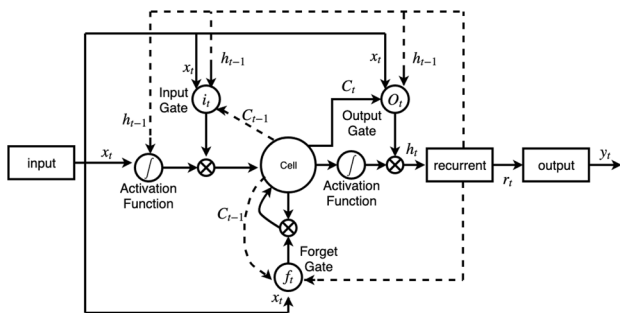 x_t
h_{t-1}
x_t
h_{t-1}
C_t
Input
Gate
i_t
O_t
Output
Gate
h_{t-1}
C_{t-1}
input
x_t
∫
Activation
Function
Cell
∫
Activation
Function
h_t
recurrent
r_t
output
y_t
C_{t-1}
Forget
Gate
f_t
x_t